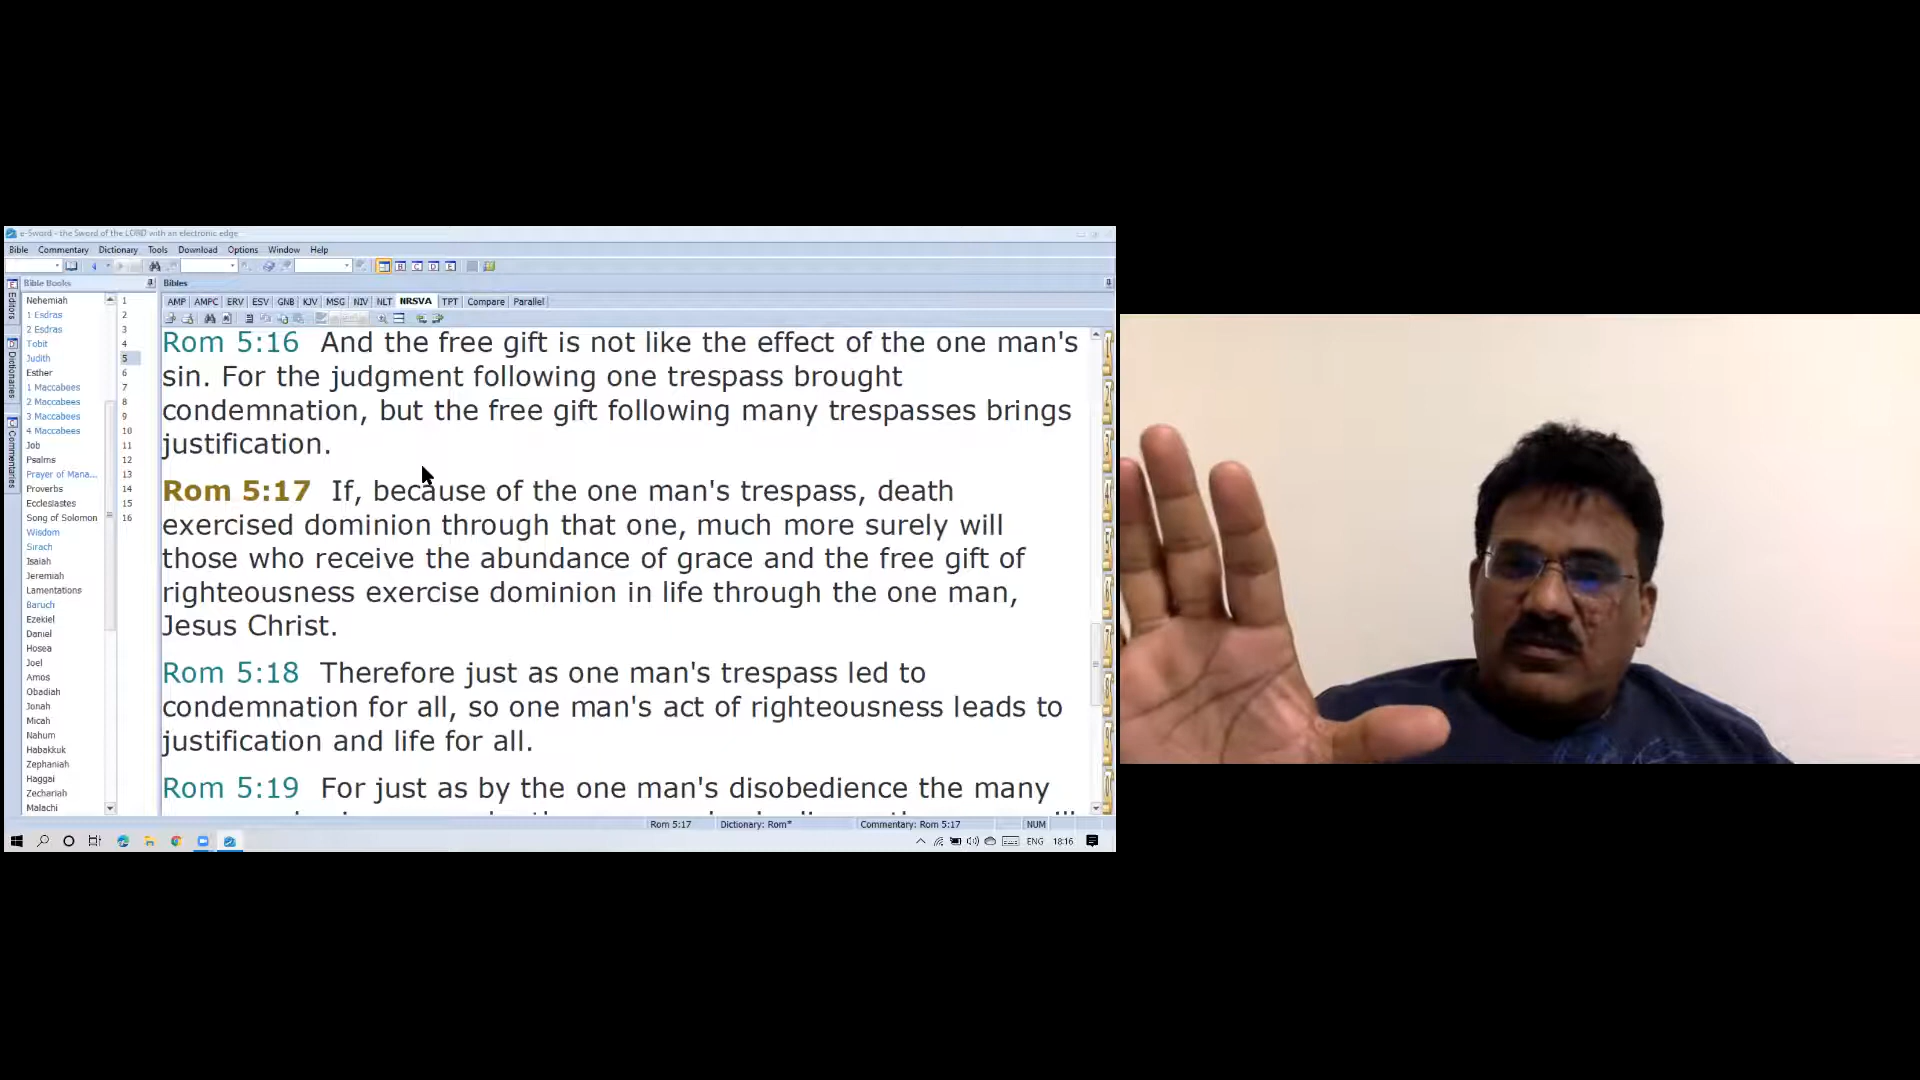 e-Sword - the Sword of the LORD with an electronic edge
Bible Commentary Dictionary Tools Download Options Window Help
Bible Books
Bibles
AMP AMPC ERV ESV GNB KJV MSG NIV NLT NRSVA TPT Compare Parallel
Editors
Dictionaries
Commentaries
Nehemiah
1 Esdras
2 Esdras
Tobit
Judith
Esther
1 Maccabees
2 Maccabees
3 Maccabees
4 Maccabees
Job
Psalms
Prayer of Mana...
Proverbs
Ecclesiastes
Song of Solomon
Wisdom
Sirach
Isaiah
Jeremiah
Lamentations
Baruch
Ezekiel
Daniel
Hosea
Joel
Amos
Obadiah
Jonah
Micah
Nahum
Habakkuk
Zephaniah
Haggai
Zechariah
Malachi
1
2
3
4
5
6
7
8
9
10
11
12
13
14
15
16
Rom 5:16 And the free gift is not like the effect of the one man's
sin. For the judgment following one trespass brought
condemnation, but the free gift following many trespasses brings
justification.
Rom 5:17 If, because of the one man's trespass, death
exercised dominion through that one, much more surely will
those who receive the abundance of grace and the free gift of
righteousness exercise dominion in life through the one man,
Jesus Christ.
Rom 5:18 Therefore just as one man's trespass led to
condemnation for all, so one man's act of righteousness leads to
justification and life for all.
Rom 5:19 For just as by the one man's disobedience the many
Rom 5:17 Dictionary: Rom* Commentary: Rom 5:17 NUM
ENG 18:16